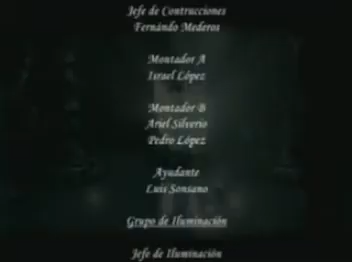 Jefe de Contrucciones
Fernándo Mederos
Montador A
Israel López
Montador B
Ariel Silverio
Pedro López
Ayudante
Luis Sonsano
Grupo de Iluminación
Jefe de Iluminación